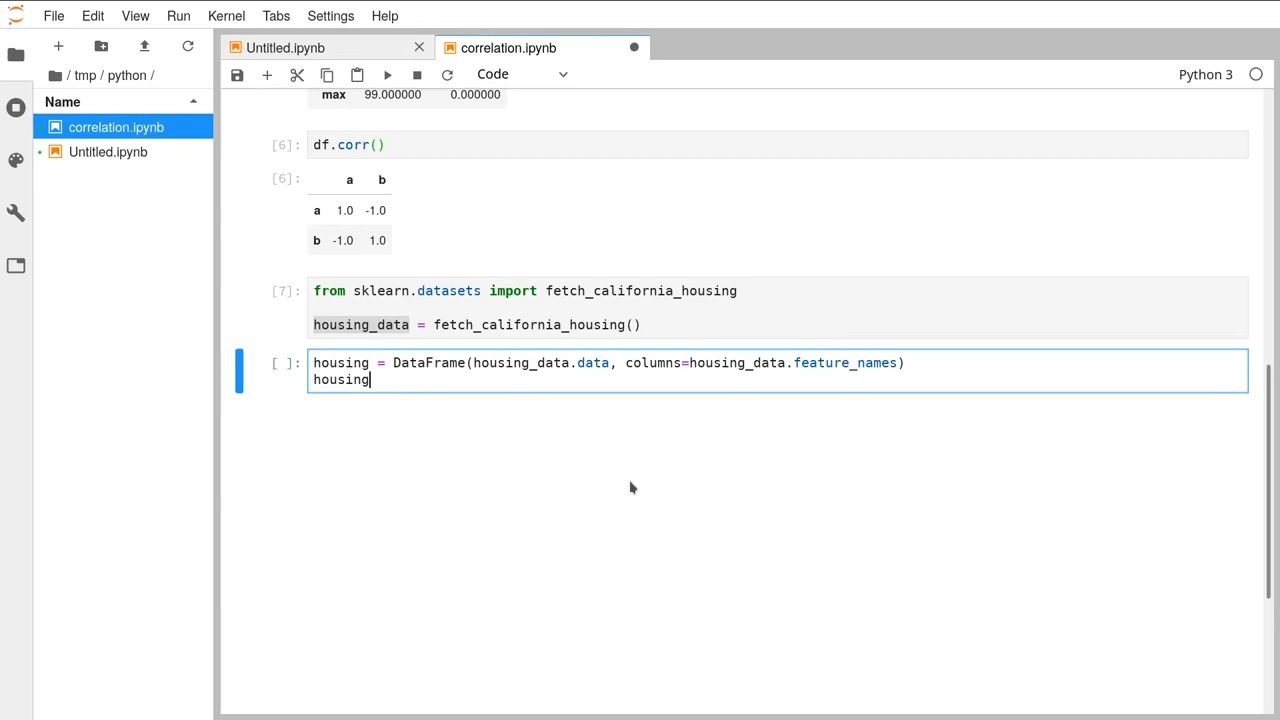 File Edit View Run Kernel Tabs Settings Help
Untitled.ipynb
correlation.ipynb
Code
Python 3
/ tmp / python /
Name
correlation.ipynb
Untitled.ipynb
max 99.000000 0.000000
[6]: df.corr()
[6]: a b
a 1.0 -1.0
b -1.0 1.0
[7]: from sklearn.datasets import fetch_california_housing
housing_data = fetch_california_housing()
[ ]: housing = DataFrame(housing_data.data, columns=housing_data.feature_names)
housing